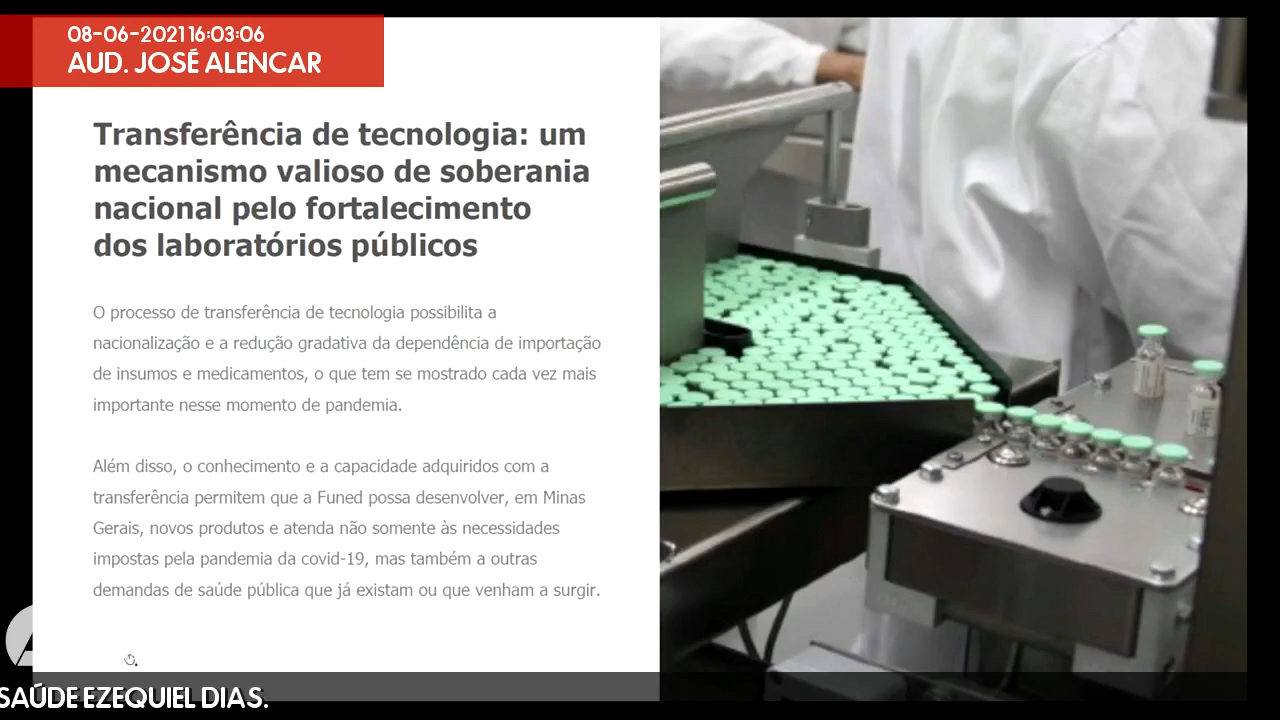 08-06-2021 16:03:06
AUD. JOSÉ ALENCAR
Transferência de tecnologia: um
mecanismo valioso de soberania
nacional pelo fortalecimento
dos laboratórios públicos
O processo de transferência de tecnologia possibilita a
nacionalização e a redução gradativa da dependência de importação
de insumos e medicamentos, o que tem se mostrado cada vez mais
importante nesse momento de pandemia.
Além disso, o conhecimento e a capacidade adquiridos com a
transferência permitem que a Funed possa desenvolver, em Minas
Gerais, novos produtos e atenda não somente às necessidades
impostas pela pandemia da covid-19, mas também a outras
demandas de saúde pública que já existam ou que venham a surgir.
SAÚDE EZEQUIEL DIAS.